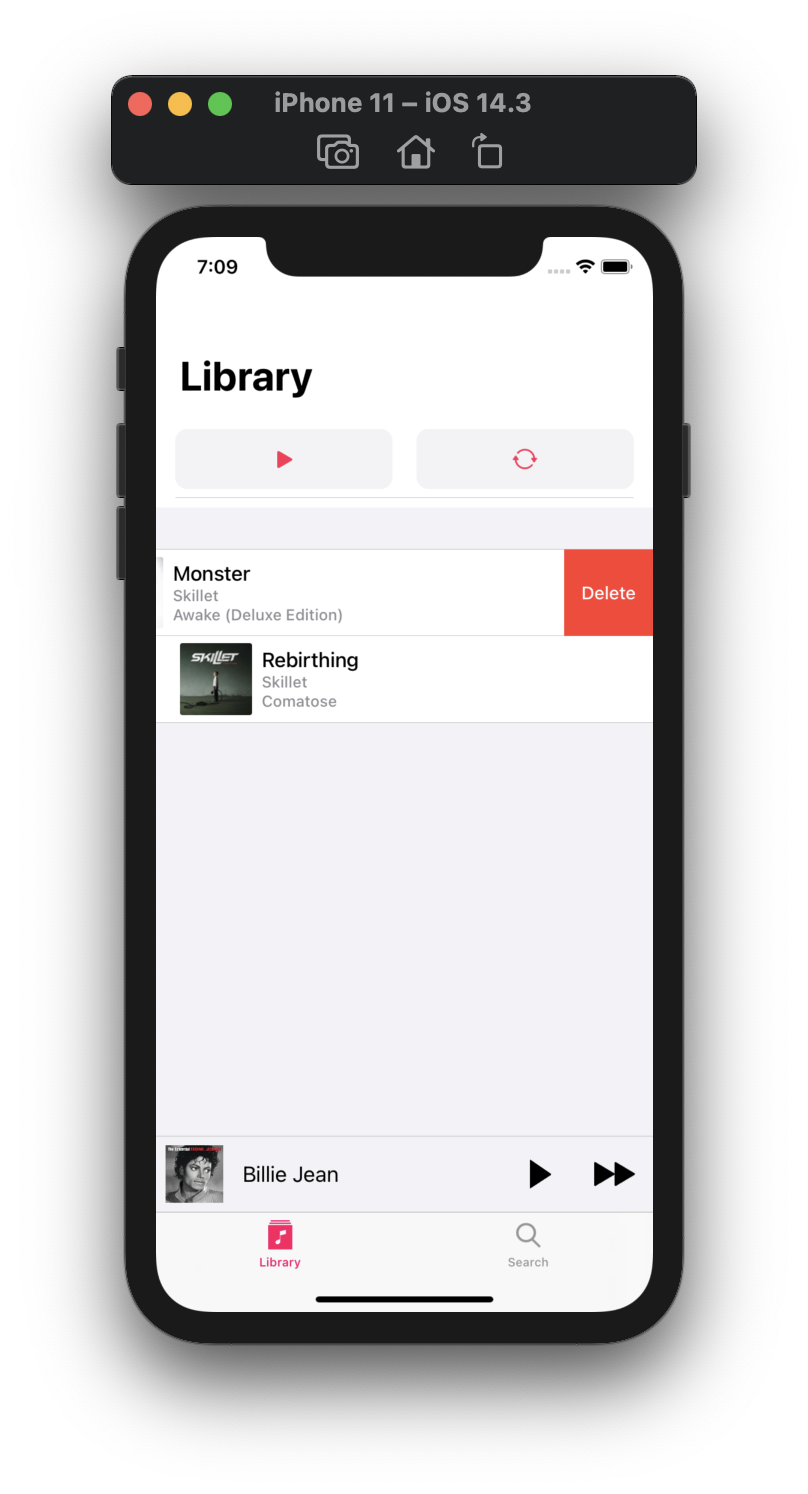 iPhone 11 – iOS 14.3
7:09
Library
Monster
Skillet
Awake (Deluxe Edition)
Delete
SKILLET
Rebirthing
Skillet
Comatose
Billie Jean
Library
Search